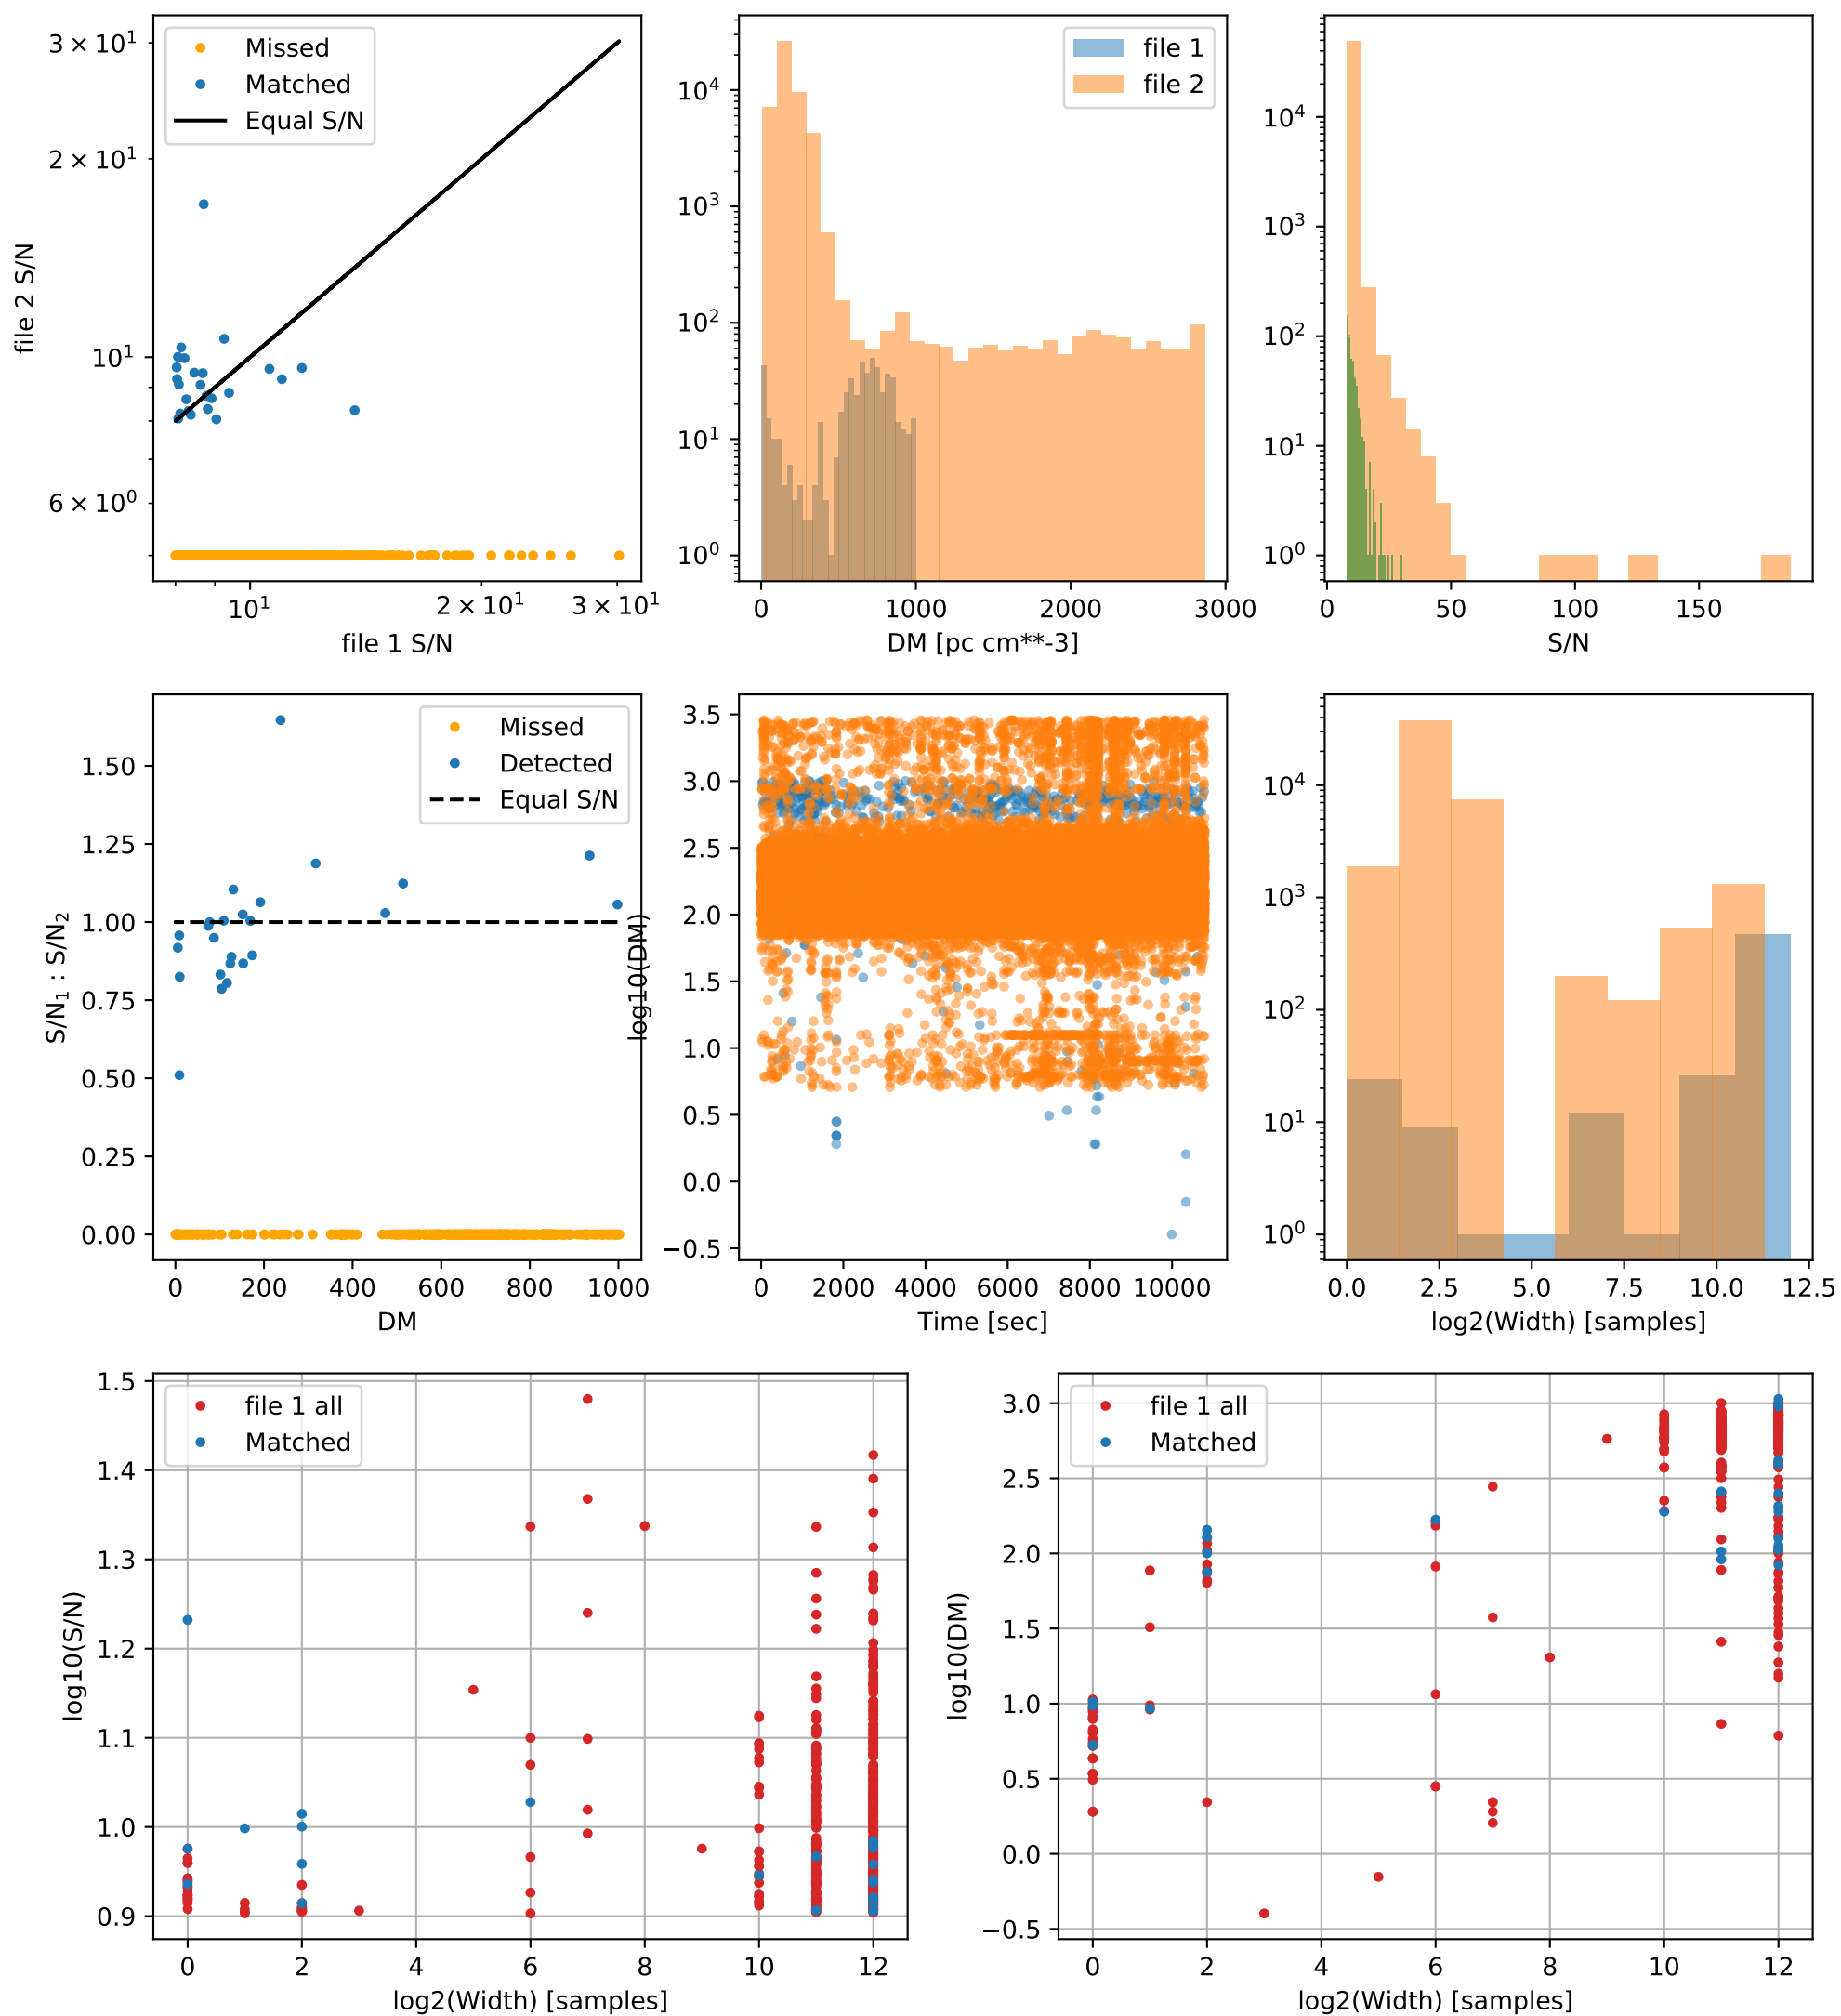 Missed
Matched
Equal S/N
3 × 10¹
2 × 10¹
10¹
6 × 10⁰
file 2 S/N
10¹
2 × 10¹
3 × 10¹
file 1 S/N
file 1
file 2
10⁴
10³
10²
10¹
10⁰
0
1000
2000
3000
DM [pc cm**-3]
10⁴
10³
10²
10¹
10⁰
0
50
100
150
S/N
Missed
Detected
Equal S/N
1.50
1.25
1.00
0.75
0.50
0.25
0.00
S/N₁ : S/N₂
0
200
400
600
800
1000
DM
3.5
3.0
2.5
2.0
1.5
1.0
0.5
0.0
−0.5
log10(DM)
0
2000
4000
6000
8000
10000
Time [sec]
10⁴
10³
10²
10¹
10⁰
0.0
2.5
5.0
7.5
10.0
12.5
log2(Width) [samples]
file 1 all
Matched
1.5
1.4
1.3
1.2
1.1
1.0
0.9
log10(S/N)
0
2
4
6
8
10
12
log2(Width) [samples]
file 1 all
Matched
3.0
2.5
2.0
1.5
1.0
0.5
0.0
−0.5
log10(DM)
0
2
4
6
8
10
12
log2(Width) [samples]